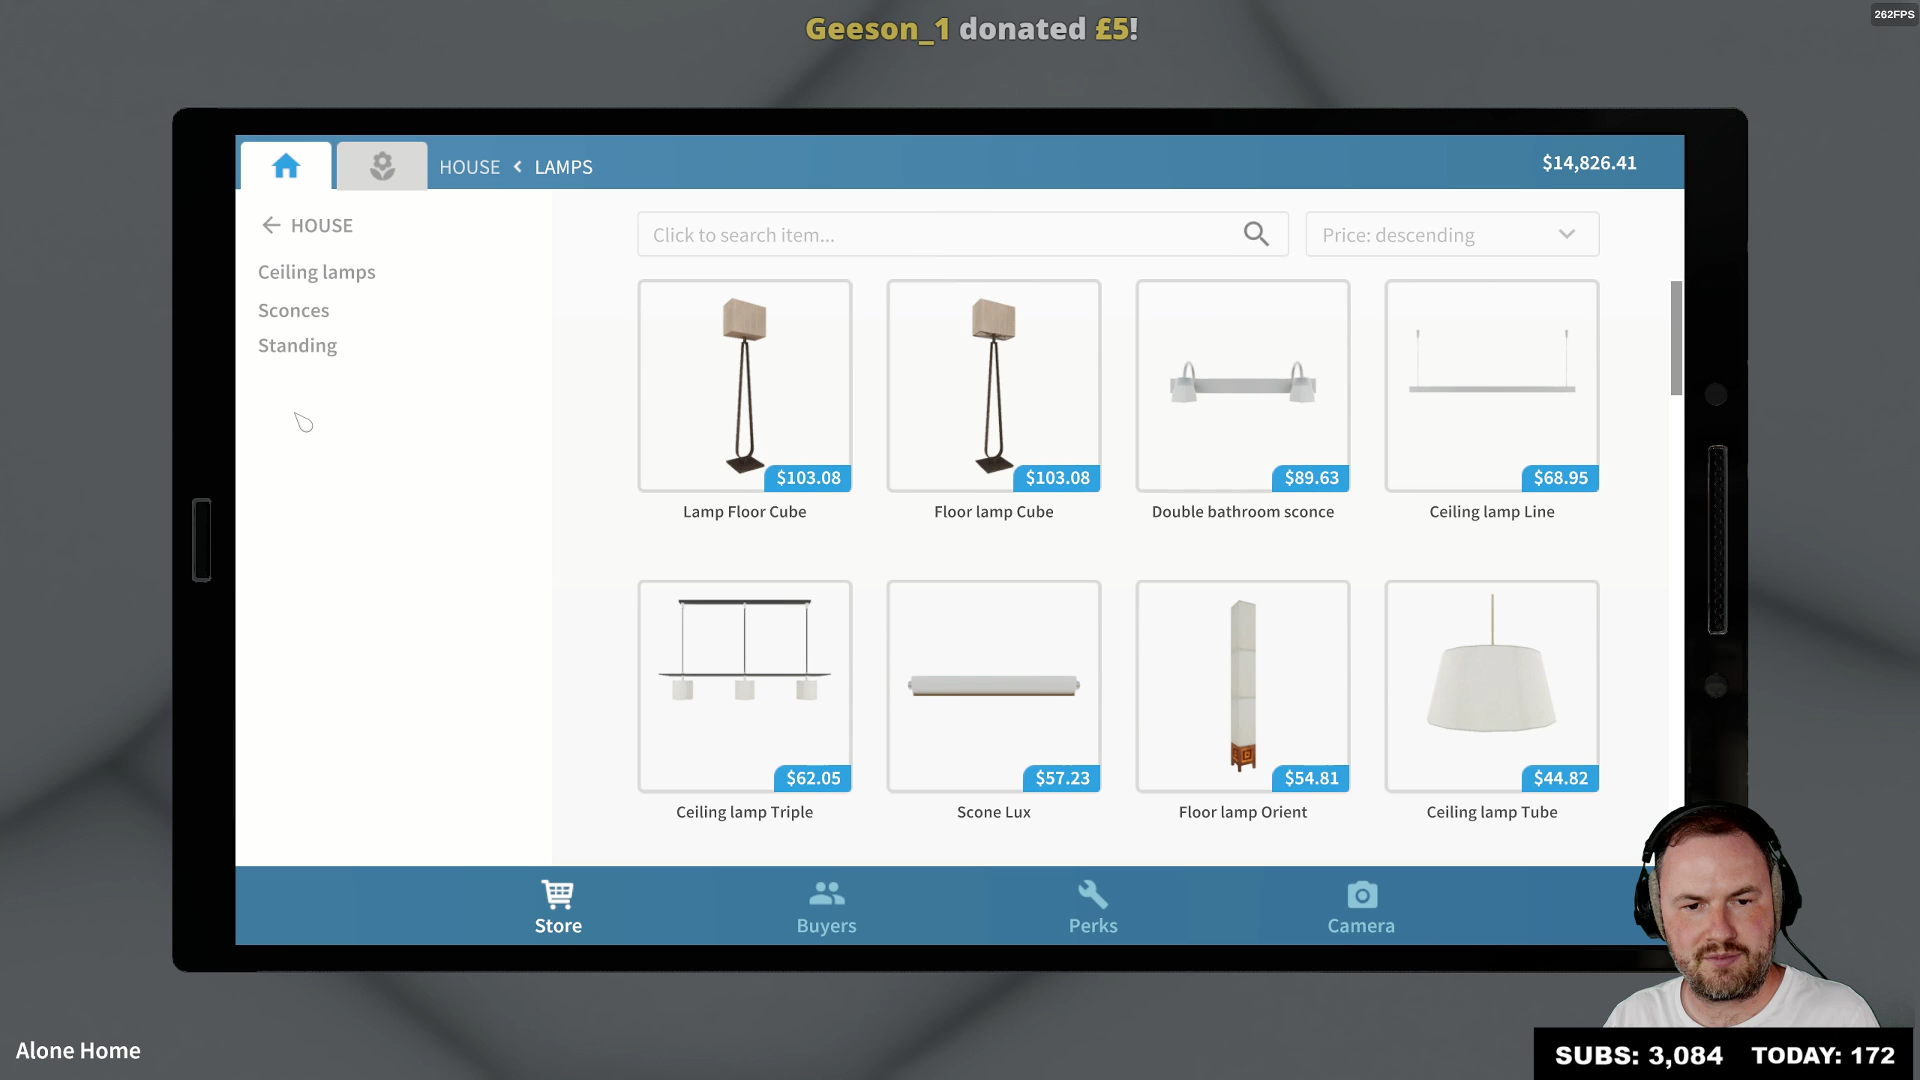 Geeson_1 donated £5!
262FPS
HOUSE < LAMPS
$14,826.41
HOUSE
Ceiling lamps
Sconces
Standing
Click to search item...
Price: descending
$103.08
$103.08
$89.63
$68.95
Lamp Floor Cube
Floor lamp Cube
Double bathroom sconce
Ceiling lamp Line
$62.05
$57.23
$54.81
$44.82
Ceiling lamp Triple
Scone Lux
Floor lamp Orient
Ceiling lamp Tube
Store
Buyers
Perks
Camera
Alone Home
SUBS: 3,084 TODAY: 172